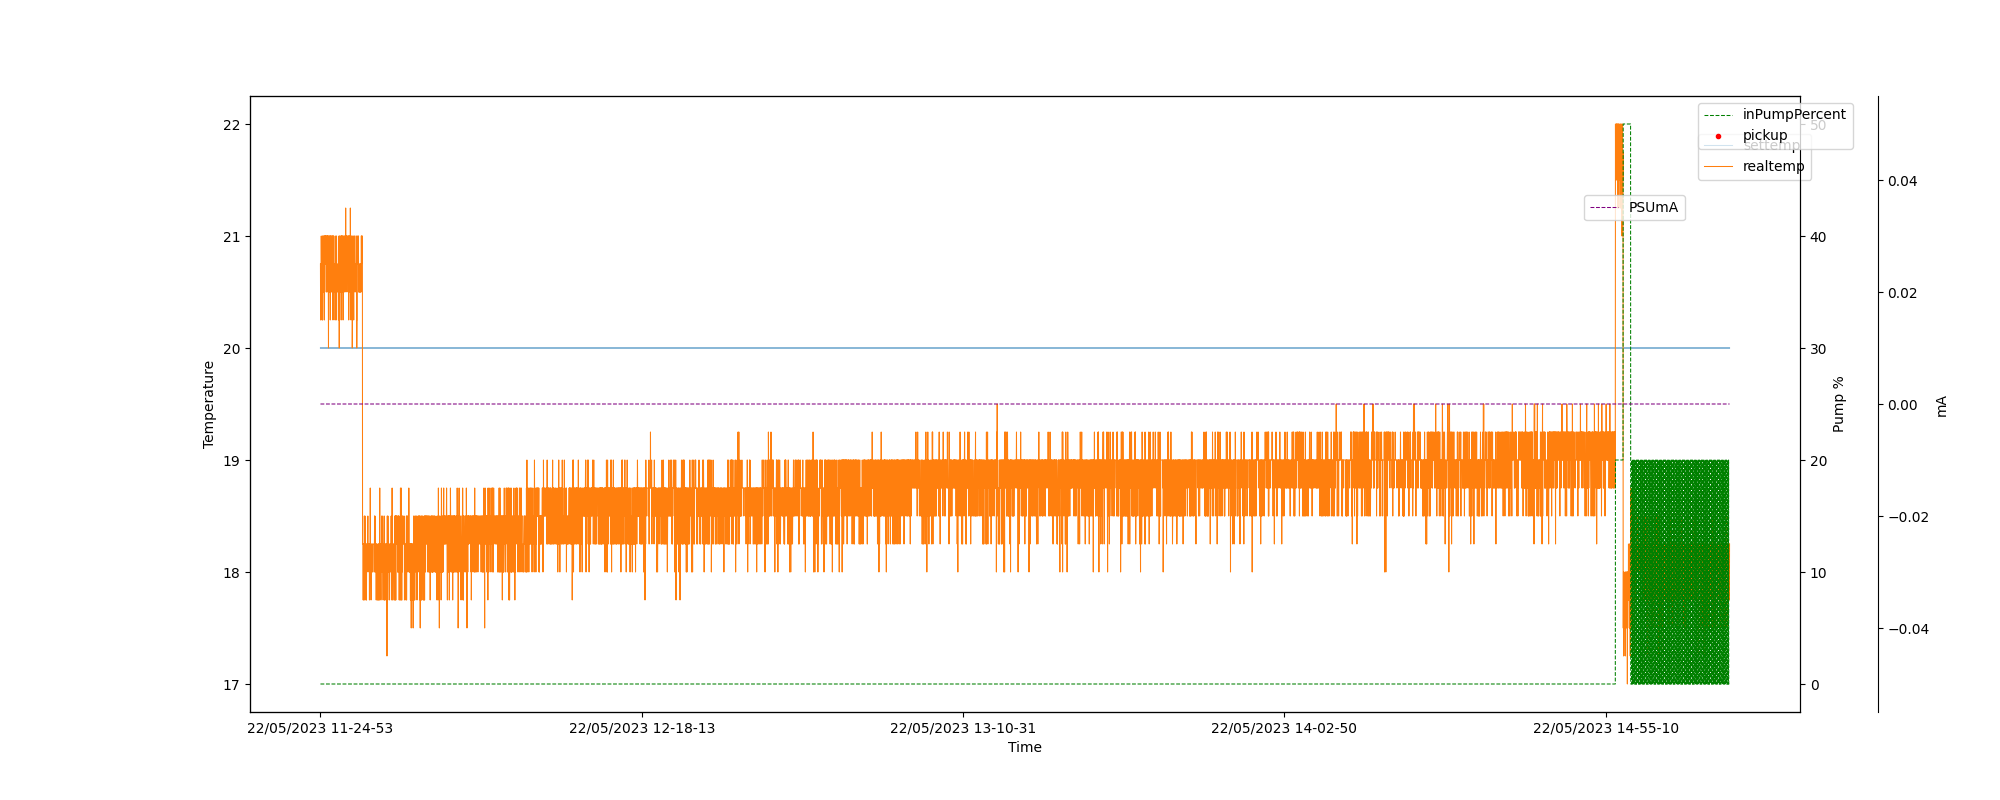 22
21
20
19
18
17
Temperature
22/05/2023 11-24-53
22/05/2023 12-18-13
22/05/2023 13-10-31
22/05/2023 14-02-50
22/05/2023 14-55-10
Time
inPumpPercent
pickup
settemp
realtemp
PSUmA
50
40
30
20
10
0
Pump %
0.04
0.02
0.00
−0.02
−0.04
mA